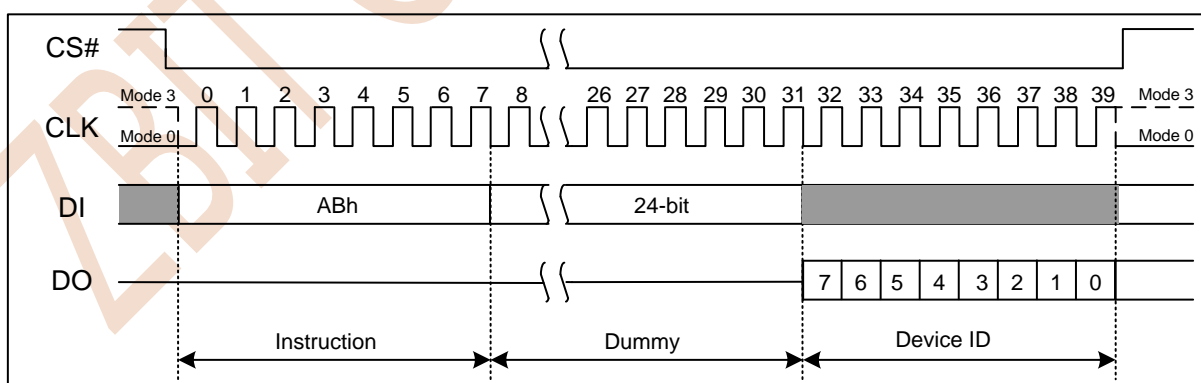 CS#
Mode 3 0 1 2 3 4 5 6 7 8 26 27 28 29 30 31 32 33 34 35 36 37 38 39 Mode 3
CLK
Mode 0 Mode 0
DI ABh 24-bit
DO 7 6 5 4 3 2 1 0
Instruction Dummy Device ID
ZBIT